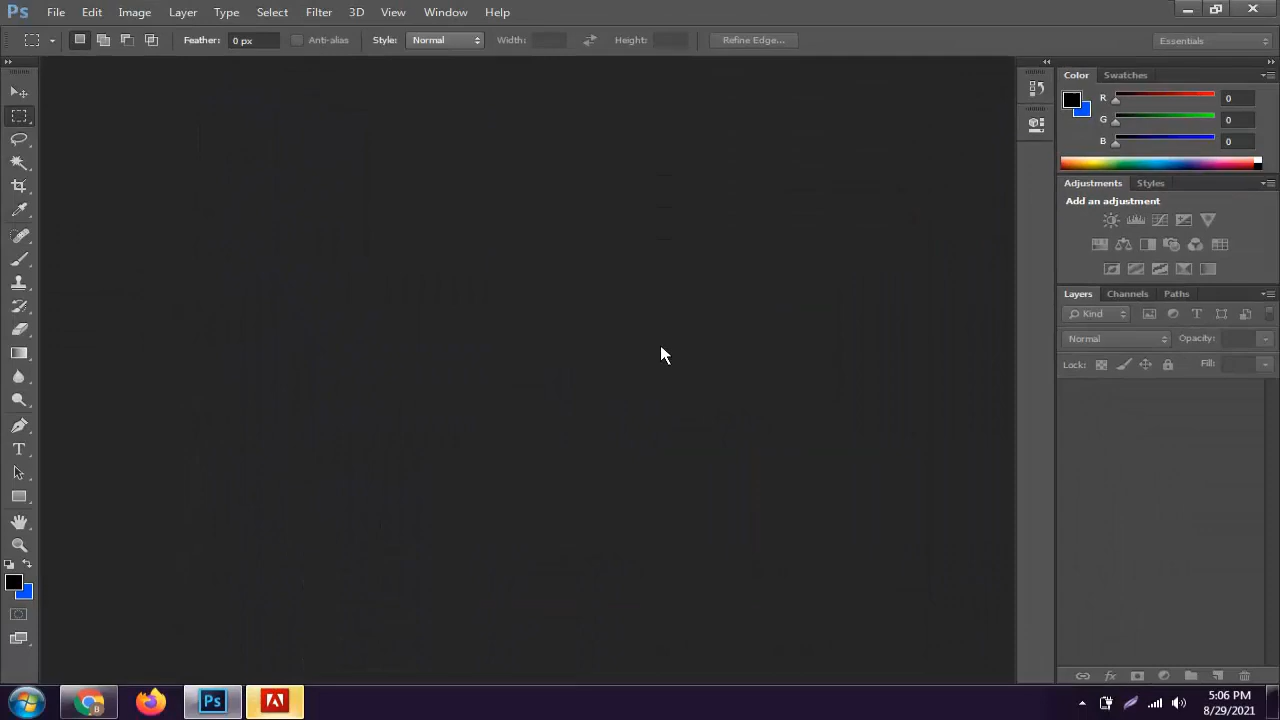 Ps File Edit Image Layer Type Select Filter 3D View Window Help
Feather: 0 px Anti-alias Style: Normal Width: Height: Refine Edge... Essentials
Color Swatches
R 0
G 0
B 0
Adjustments Styles
Add an adjustment
Layers Channels Paths
Kind
Normal Opacity:
Lock: Fill:
T
Ps
5:06 PM
8/29/2021